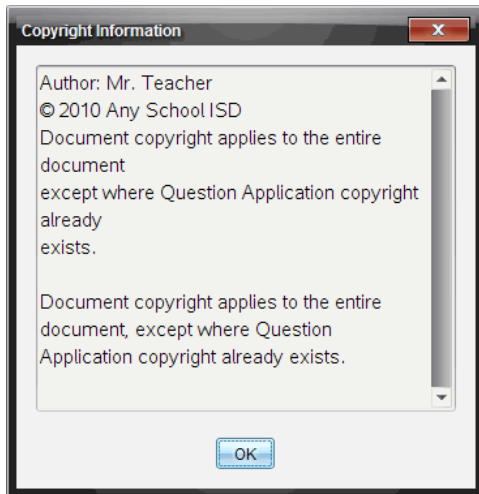 Copyright Information
Author: Mr. Teacher
© 2010 Any School ISD
Document copyright applies to the entire
document
except where Question Application copyright
already
exists.
Document copyright applies to the entire
document, except where Question
Application copyright already exists.
OK